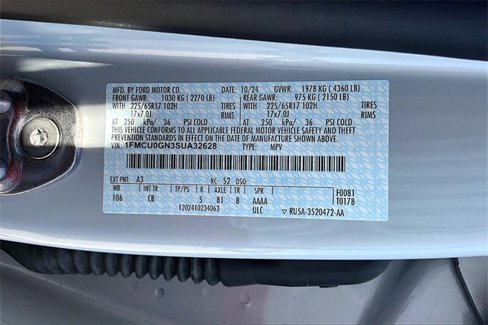 MFD. BY FORD MOTOR CO. 10/24 GVWR: 1978 KG ( 4360 LB)
FRONT GAWR: 1030 KG ( 2270 LB) REAR GAWR: 975 KG ( 2150 LB)
WITH 225/65R17 102H TIRES WITH 225/65R17 102H TIRES
17x7.0J RIMS 17x7.0J RIMS
AT 250 kPa/ 36 PSI COLD AT 250 kPa/ 36 PSI COLD
THIS VEHICLE CONFORMS TO ALL APPLICABLE FEDERAL MOTOR VEHICLE
SAFETY AND THEFT PREVENTION STANDARDS IN EFFECT ON THE DATE OF
MANUFACTURE SHOWN ABOVE.
VIN: 1FMCU0GN3SUA32628 TYPE: MPV
EXT PNT: A3 RC: 52 DSO:
WB INT TR TP/PS R AXLE TR SPR F0081
106 CB 5 B1 8 AAAA T0178
1202410234063 ULC ▽ RU5A-3520472-AA